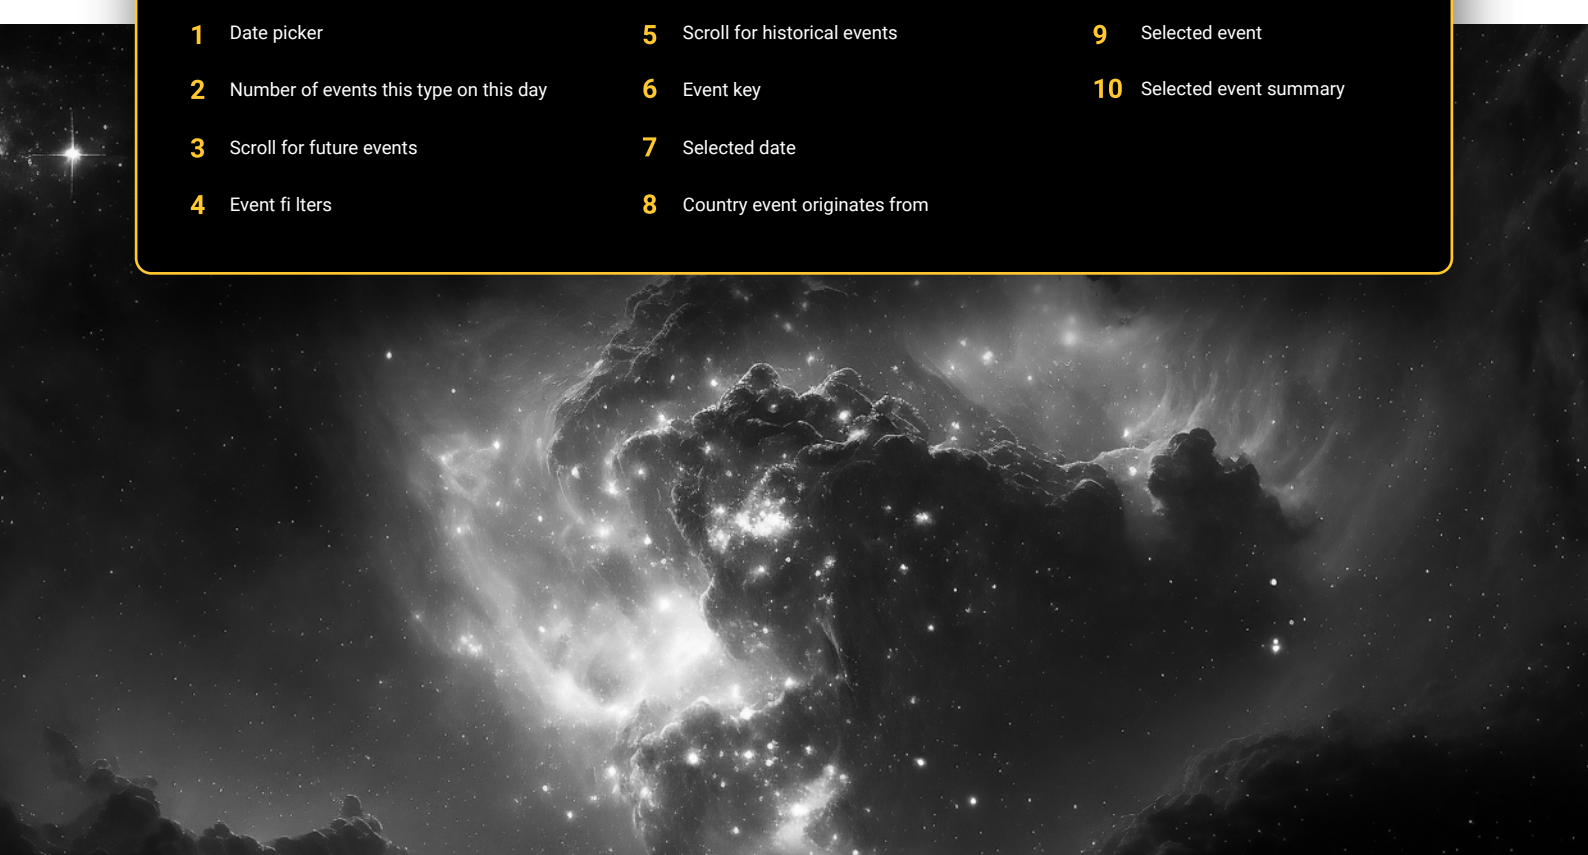 1 Date picker
2 Number of events this type on this day
3 Scroll for future events
4 Event fi lters
5 Scroll for historical events
6 Event key
7 Selected date
8 Country event originates from
9 Selected event
10 Selected event summary